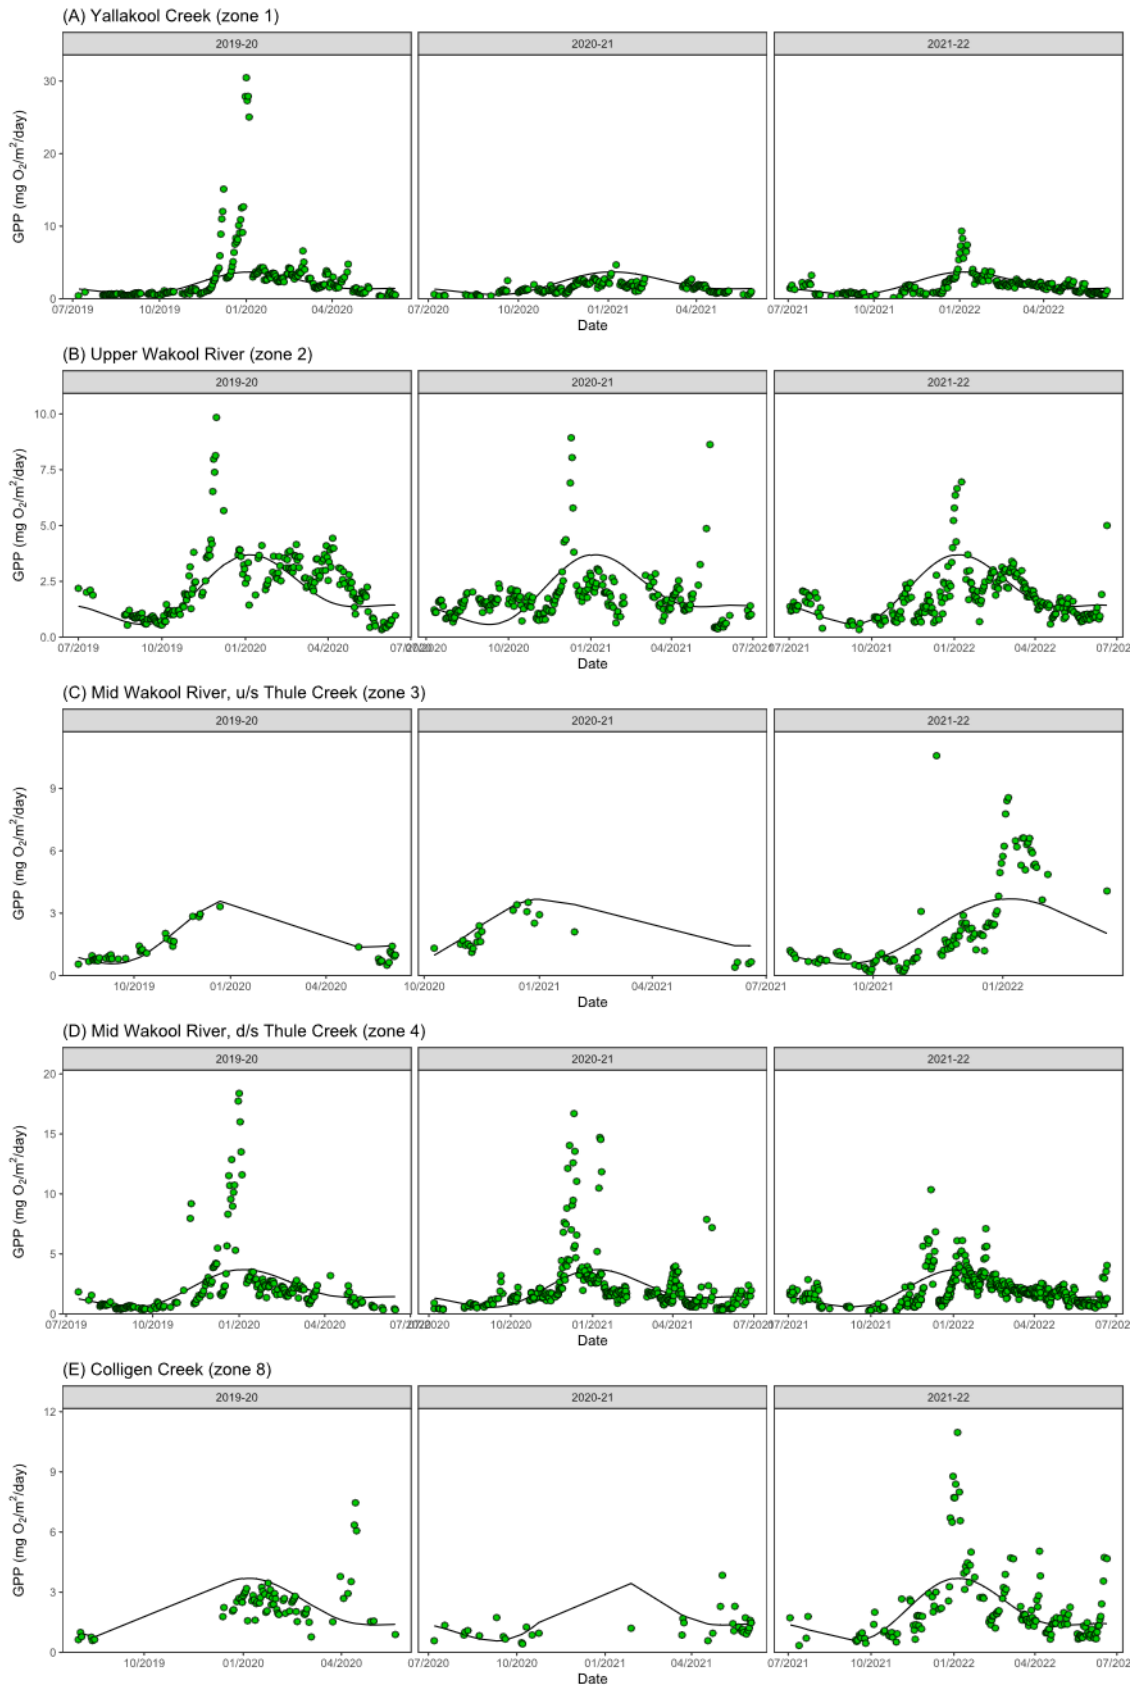 (A) Yallakool Creek (zone 1)
2019-20 2020-21 2021-22
GPP (mg O₂/m²/day)
30
20
10
0
07/2019 10/2019 01/2020 04/2020 07/2020 10/2020 01/2021 04/2021 07/2021 10/2021 01/2022 04/2022
Date
(B) Upper Wakool River (zone 2)
2019-20 2020-21 2021-22
GPP (mg O₂/m²/day)
10.0
7.5
5.0
2.5
0.0
07/2019 10/2019 01/2020 04/2020 10/2020 01/2021 04/2021 10/2021 01/2022 04/2022
Date
(C) Mid Wakool River, u/s Thule Creek (zone 3)
2019-20 2020-21 2021-22
GPP (mg O₂/m²/day)
9
6
3
0
10/2019 01/2020 04/2020 10/2020 01/2021 04/2021 07/2021 10/2021 01/2022
Date
(D) Mid Wakool River, d/s Thule Creek (zone 4)
2019-20 2020-21 2021-22
GPP (mg O₂/m²/day)
20
15
10
5
0
07/2019 10/2019 01/2020 04/2020 10/2020 01/2021 04/2021 10/2021 01/2022 04/2022
Date
(E) Colligen Creek (zone 8)
2019-20 2020-21 2021-22
GPP (mg O₂/m²/day)
12
9
6
3
0
10/2019 01/2020 04/2020 07/2020 10/2020 01/2021 04/2021 07/2021 10/2021 01/2022 04/2022 07/202
Date